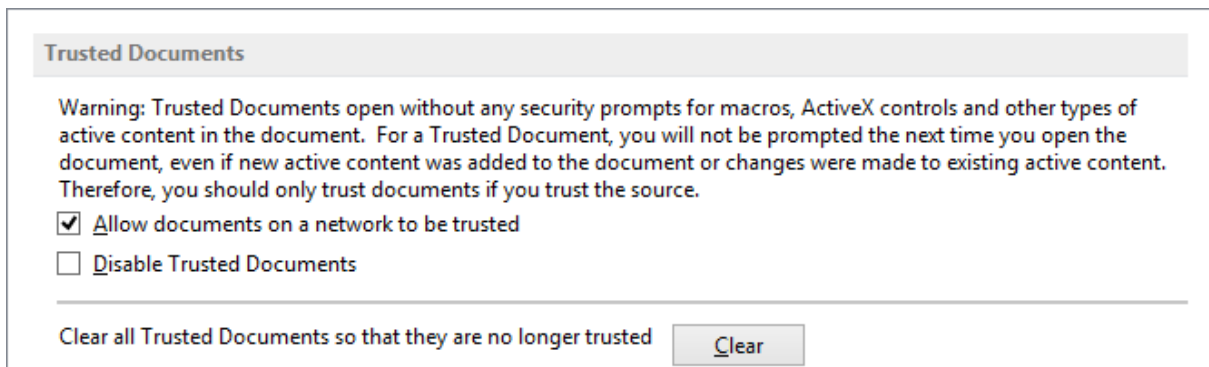 Trusted Documents
Warning: Trusted Documents open without any security prompts for macros, ActiveX controls and other types of
active content in the document.  For a Trusted Document, you will not be prompted the next time you open the
document, even if new active content was added to the document or changes were made to existing active content.
Therefore, you should only trust documents if you trust the source.
Allow documents on a network to be trusted
Disable Trusted Documents
Clear all Trusted Documents so that they are no longer trusted Clear